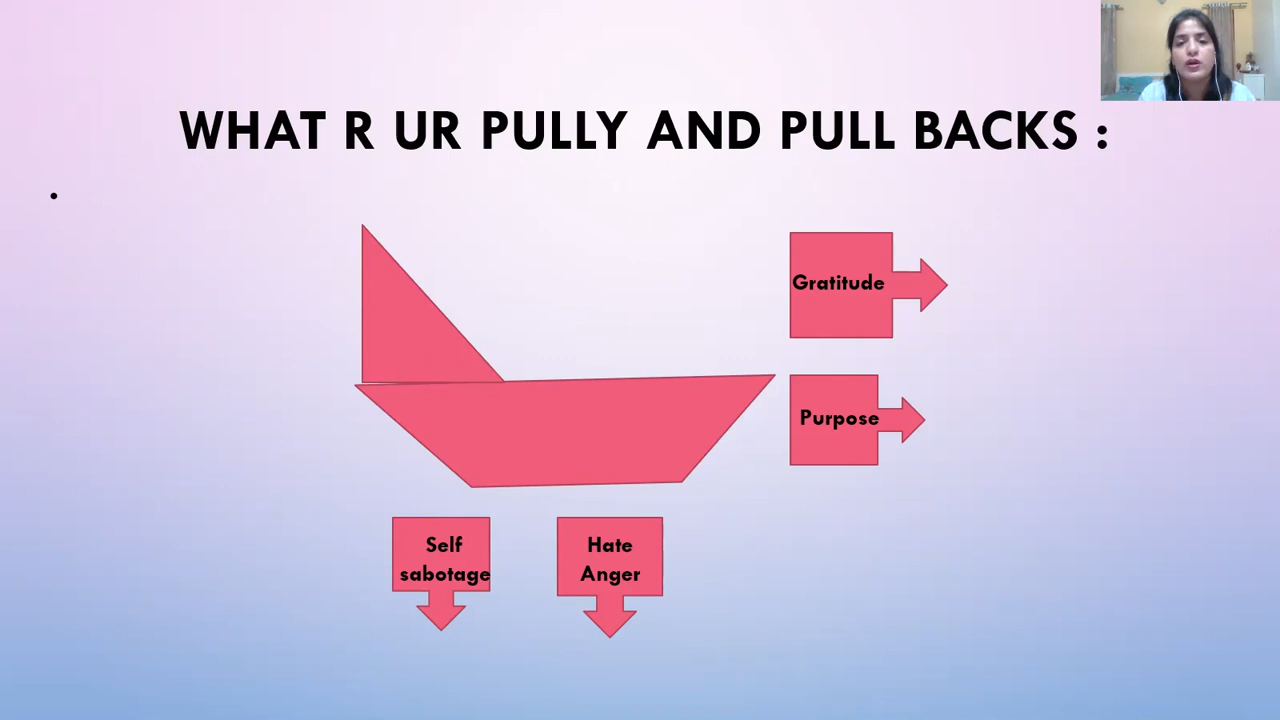 WHAT R UR PULLY AND PULL BACKS :
•
Gratitude
Purpose
Self
sabotage
Hate
Anger